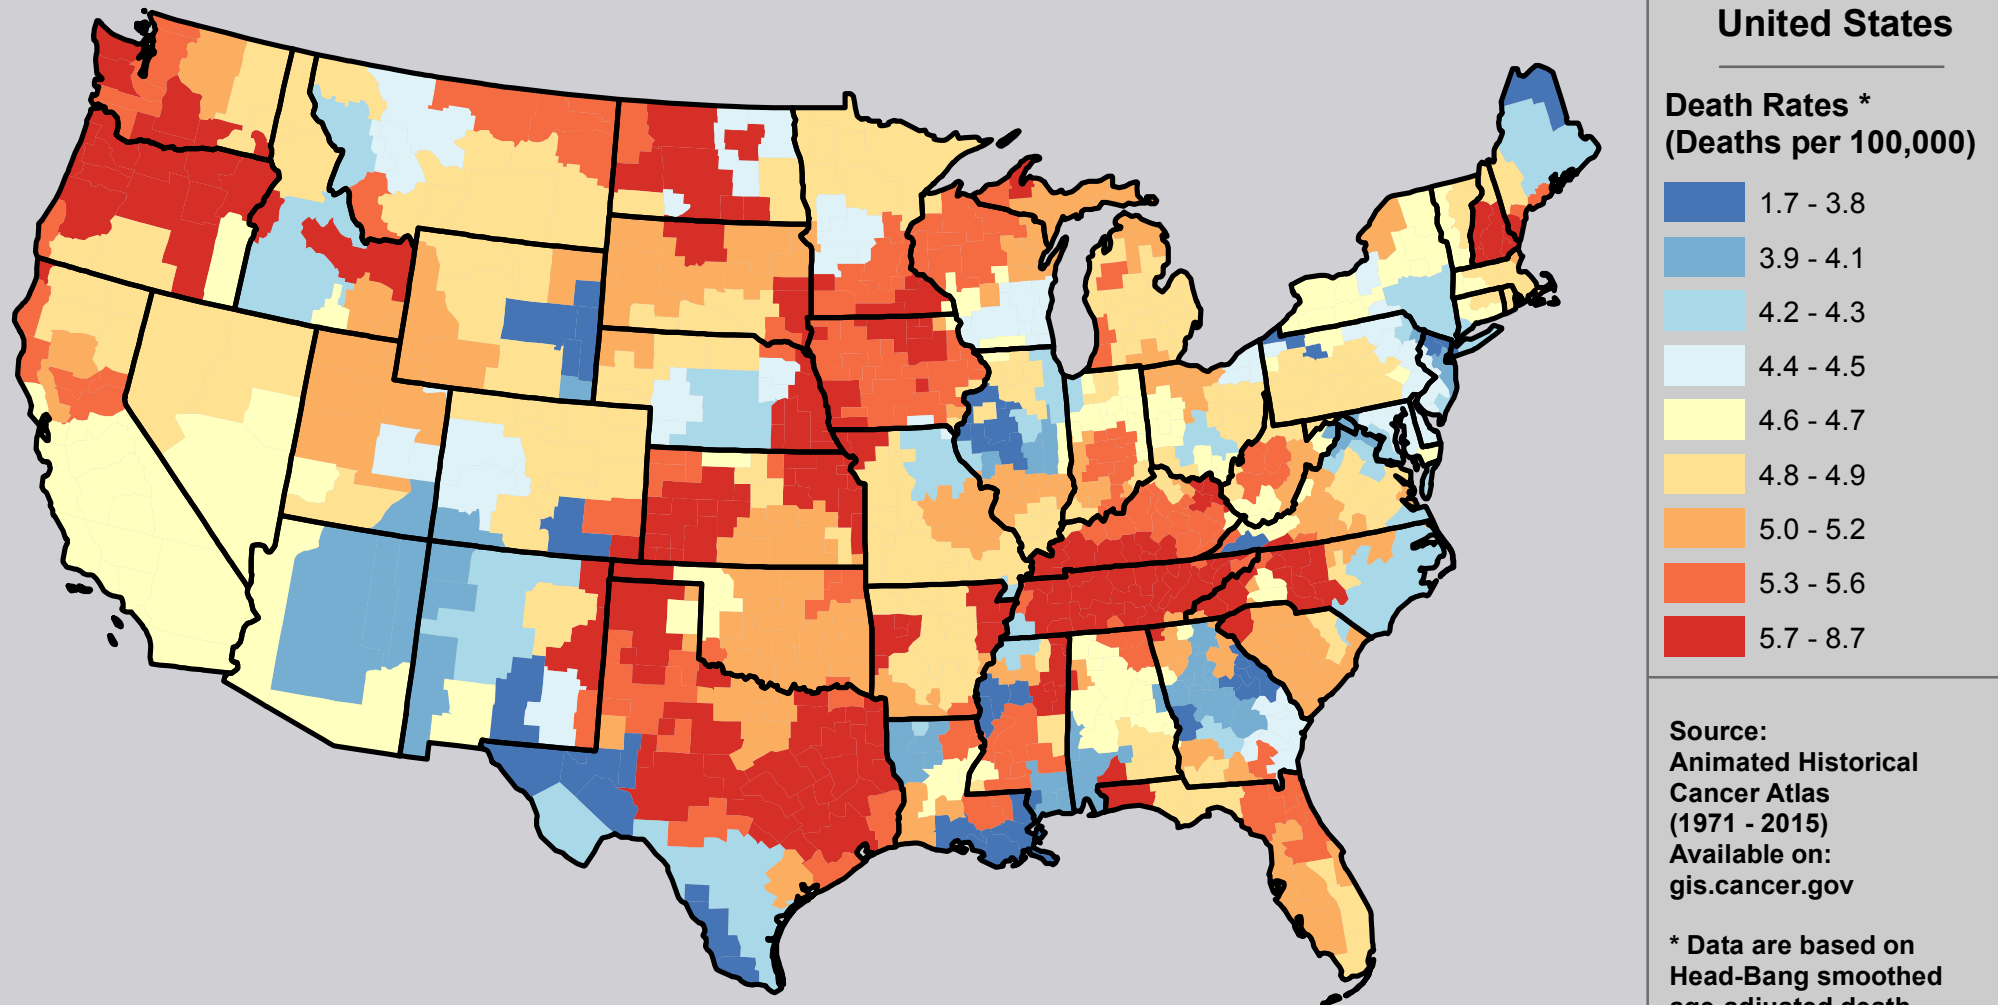 United States
Death Rates *
(Deaths per 100,000)
1.7 - 3.8
3.9 - 4.1
4.2 - 4.3
4.4 - 4.5
4.6 - 4.7
4.8 - 4.9
5.0 - 5.2
5.3 - 5.6
5.7 - 8.7
Source:
Animated Historical
Cancer Atlas
(1971 - 2015)
Available on:
gis.cancer.gov
* Data are based on
Head-Bang smoothed
age-adjusted death